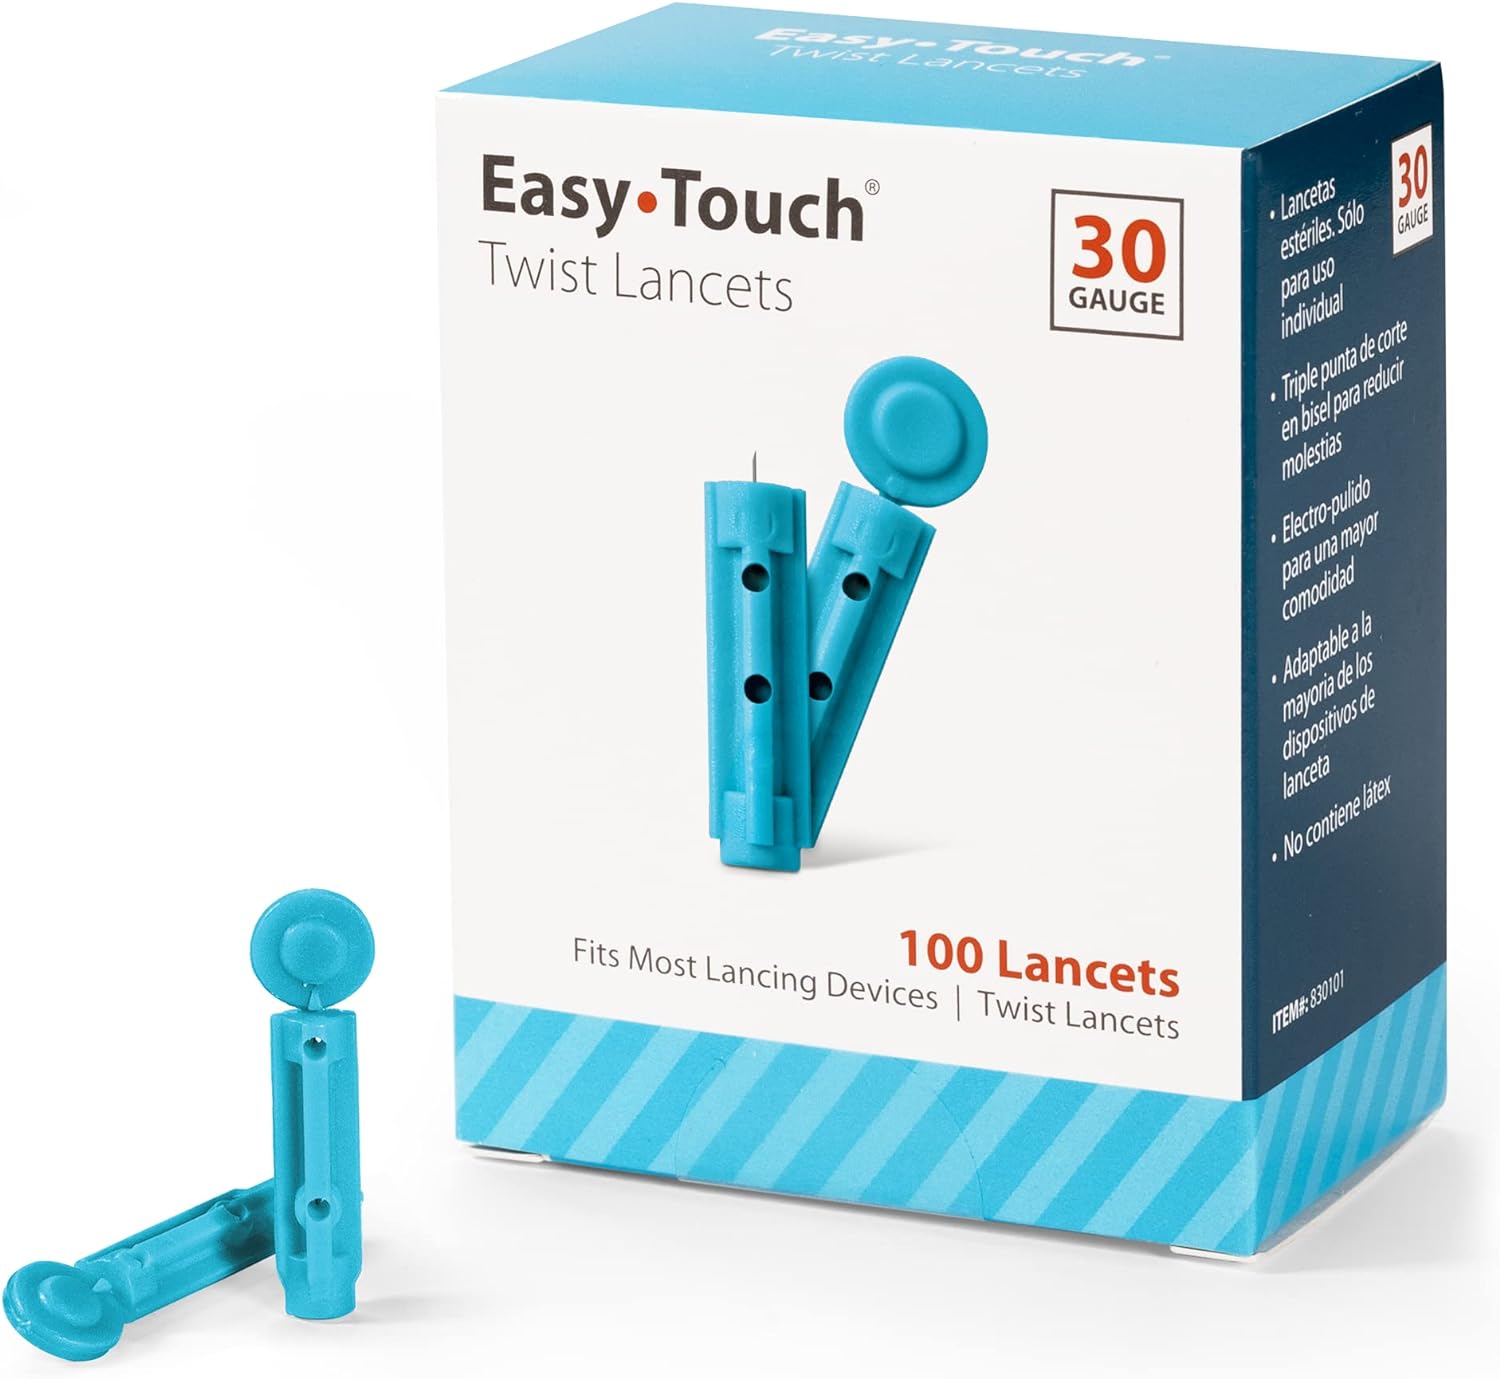 Easy•Touch®
Twist Lancets
Easy•Touch®
Twist Lancets
30
GAUGE
100 Lancets
Fits Most Lancing Devices | Twist Lancets
30
GAUGE
• Lancetas
estériles. Sólo
para uso
individual
• Triple punta de corte
en bisel para reducir
molestias
• Electro-pulido
para una mayor
comodidad
• Adaptable a la
mayoría de los
dispositivos de
lanceta
• No contiene látex
ITEM#: 830101